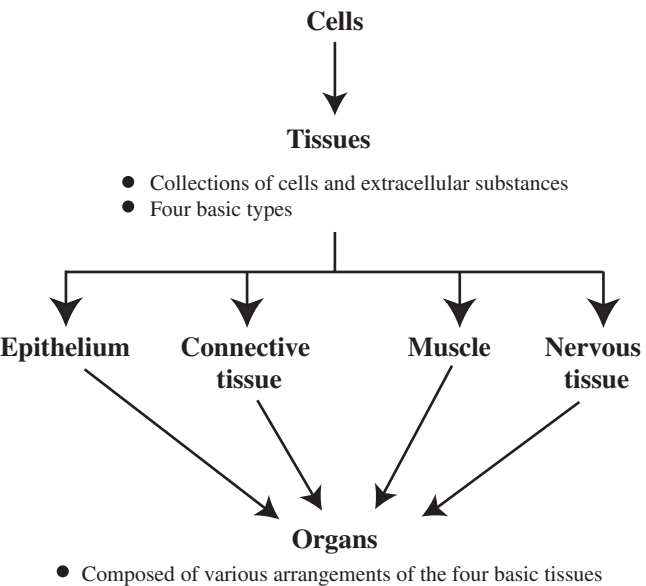 Cells
Tissues
● Collections of cells and extracellular substances
● Four basic types
Epithelium
Connective
tissue
Muscle
Nervous
tissue
Organs
● Composed of various arrangements of the four basic tissues